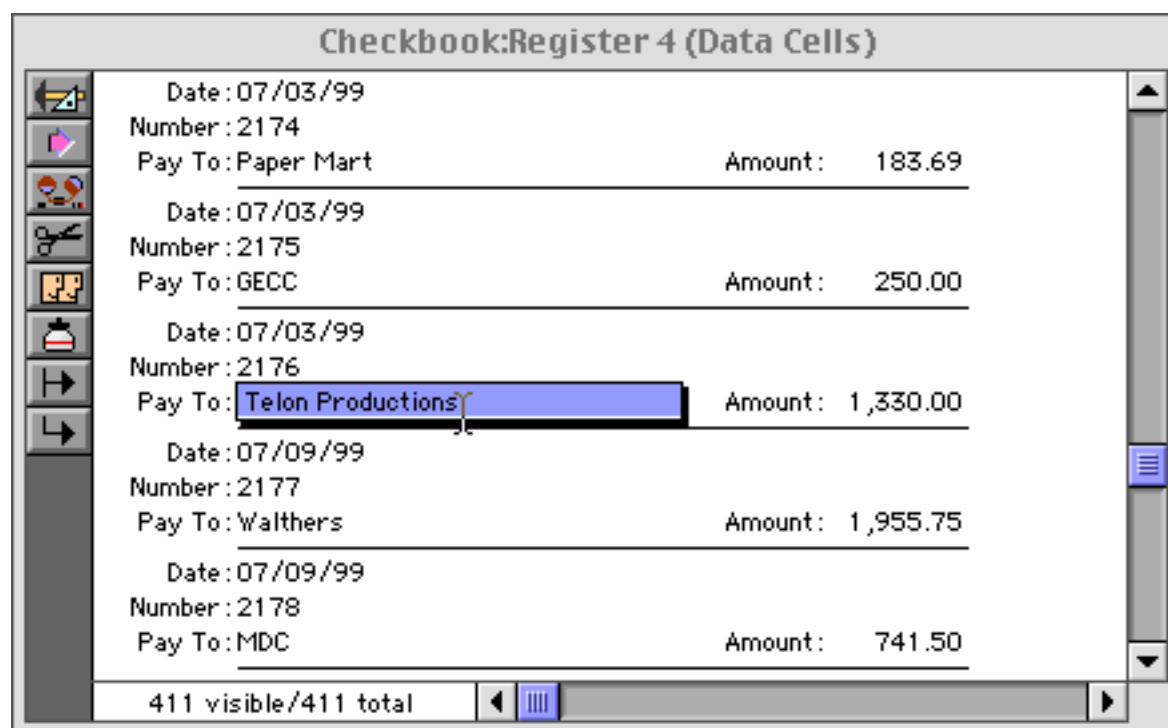 Checkbook:Register 4 (Data Cells)
Date:07/03/99
Number:2174
Pay To:Paper Mart Amount: 183.69
Date:07/03/99
Number:2175
Pay To:GECC Amount: 250.00
Date:07/03/99
Number:2176
Pay To: Telon Productions Amount: 1,330.00
Date:07/09/99
Number:2177
Pay To:Walthers Amount: 1,955.75
Date:07/09/99
Number:2178
Pay To:MDC Amount: 741.50
411 visible/411 total